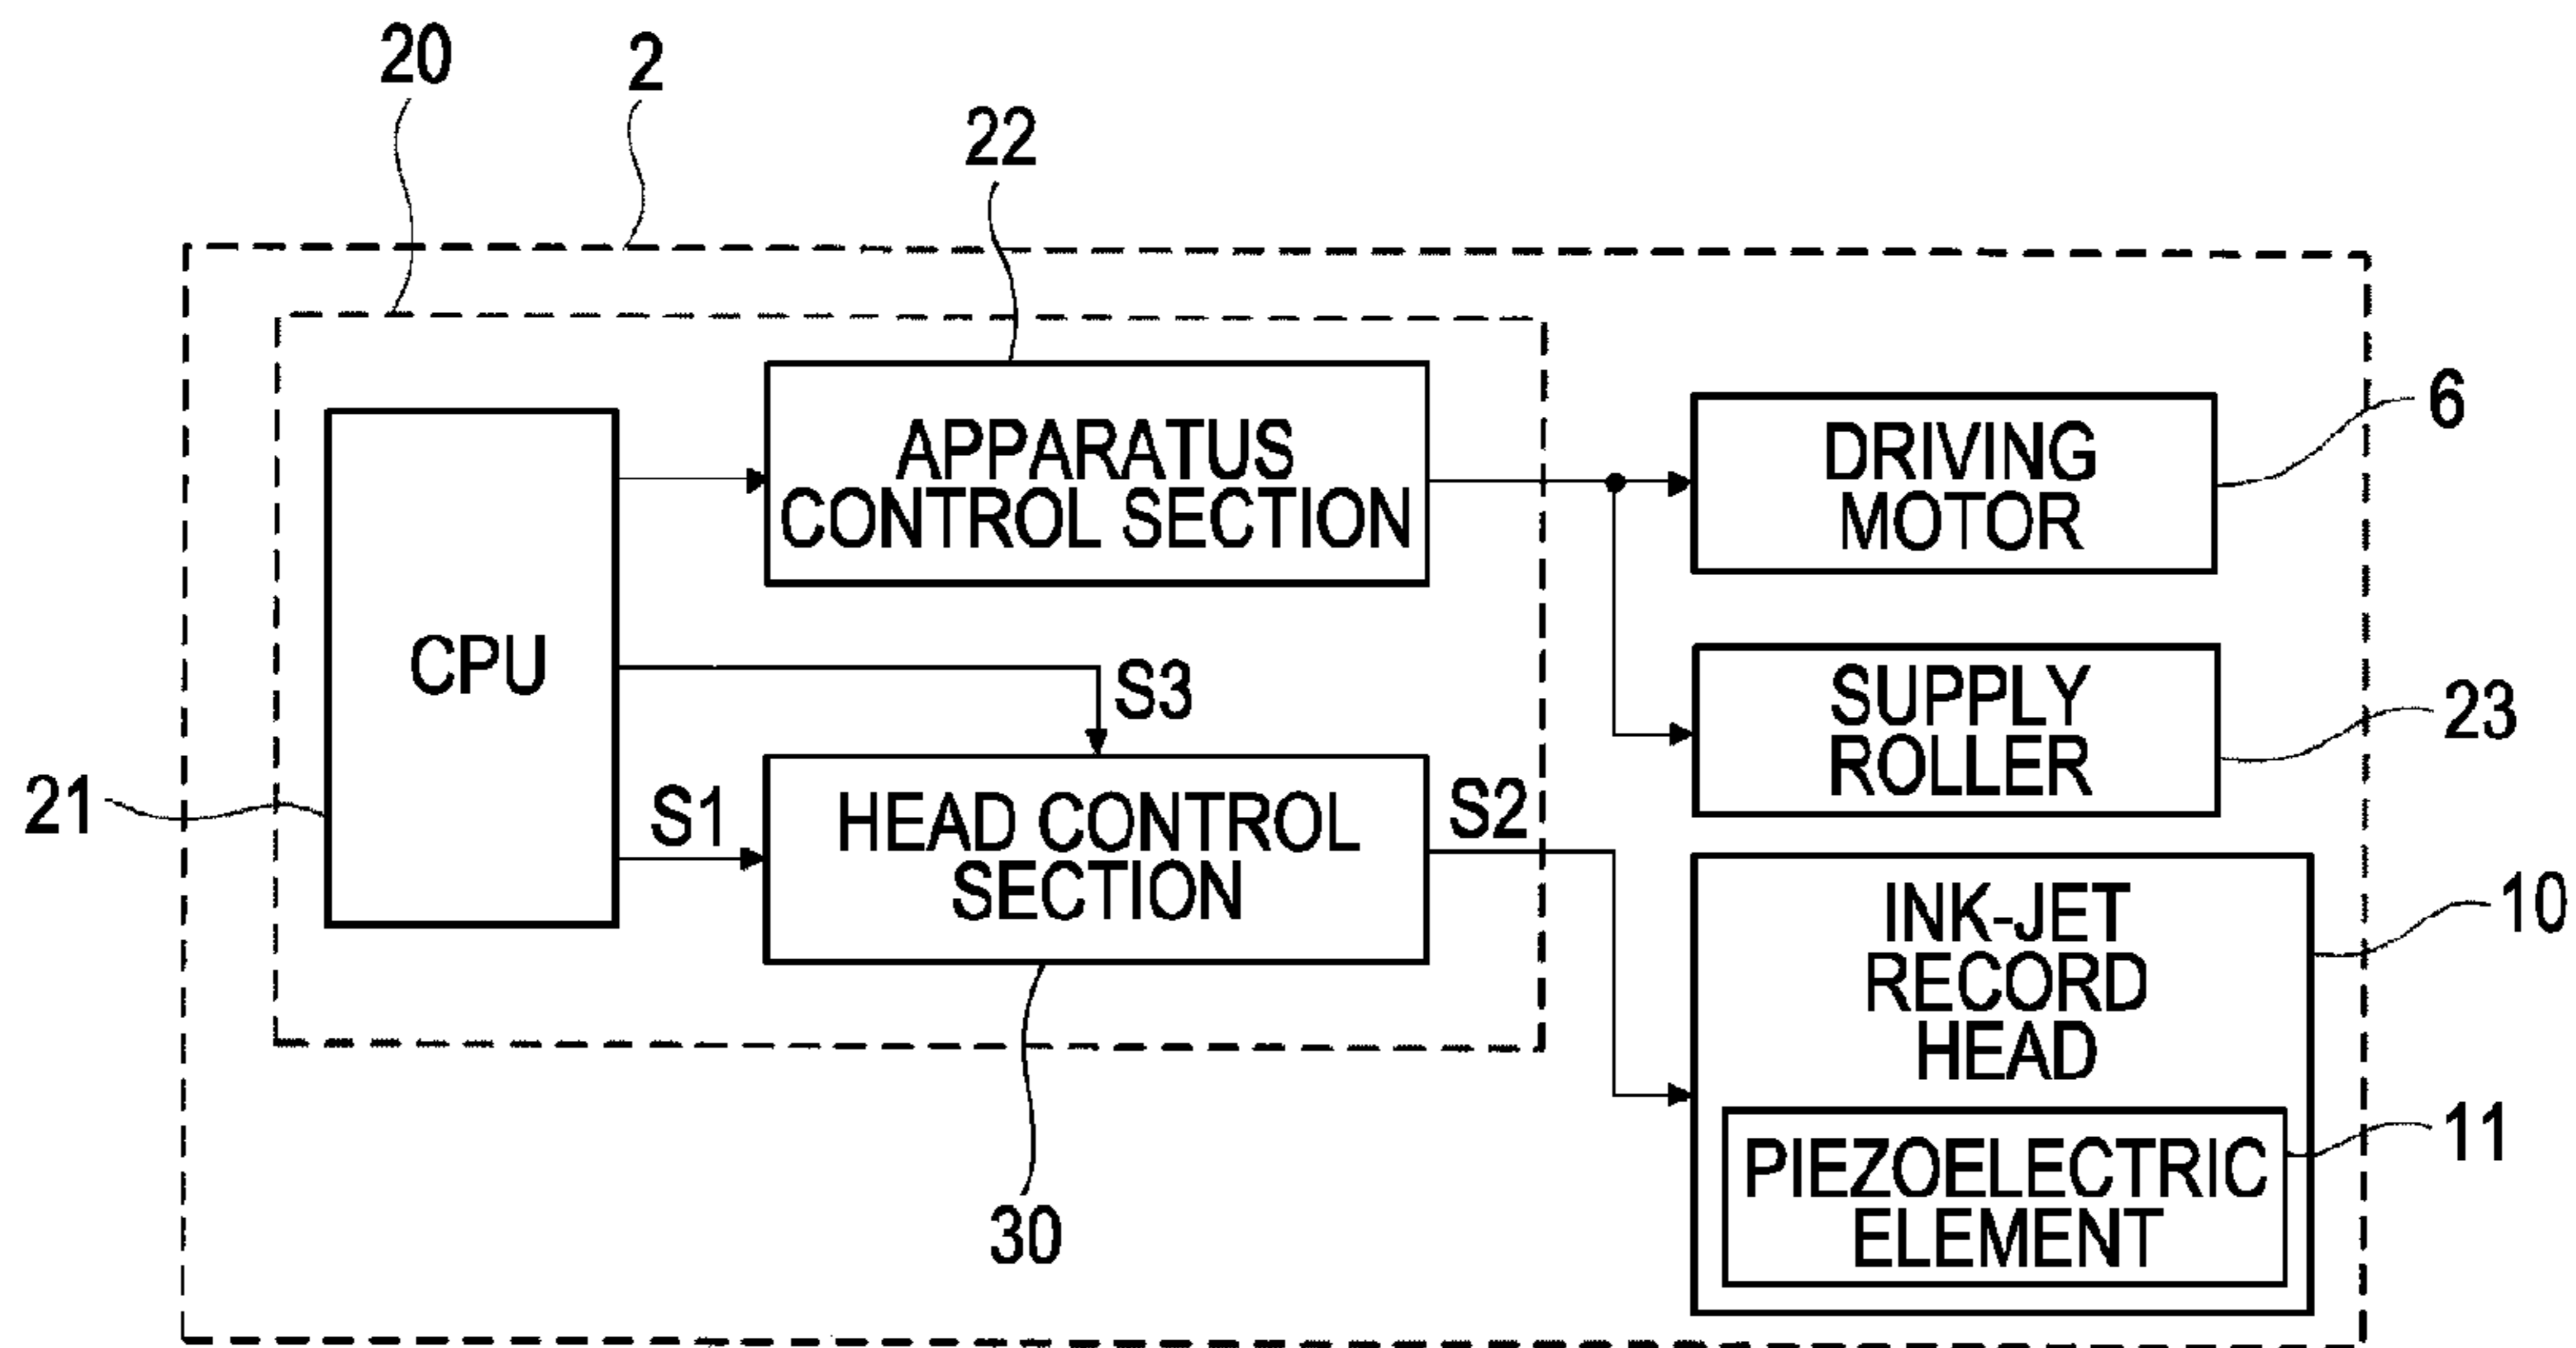 20
2
22
APPARATUS
CONTROL SECTION
DRIVING
MOTOR
6
CPU
S3
SUPPLY
ROLLER
23
21
S1
HEAD CONTROL
SECTION
S2
INK-JET
RECORD
HEAD
10
PIEZOELECTRIC
ELEMENT
11
30